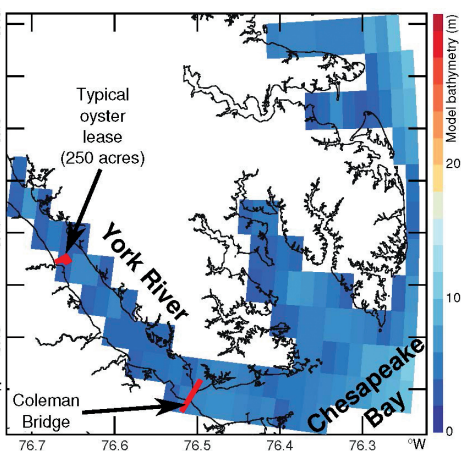 Typical
oyster
lease
(250 acres)
York River
Coleman
Bridge
Chesapeake
Bay
76.7
76.6
76.5
76.4
76.3
°W
0
10
20
Model bathymetry (m)